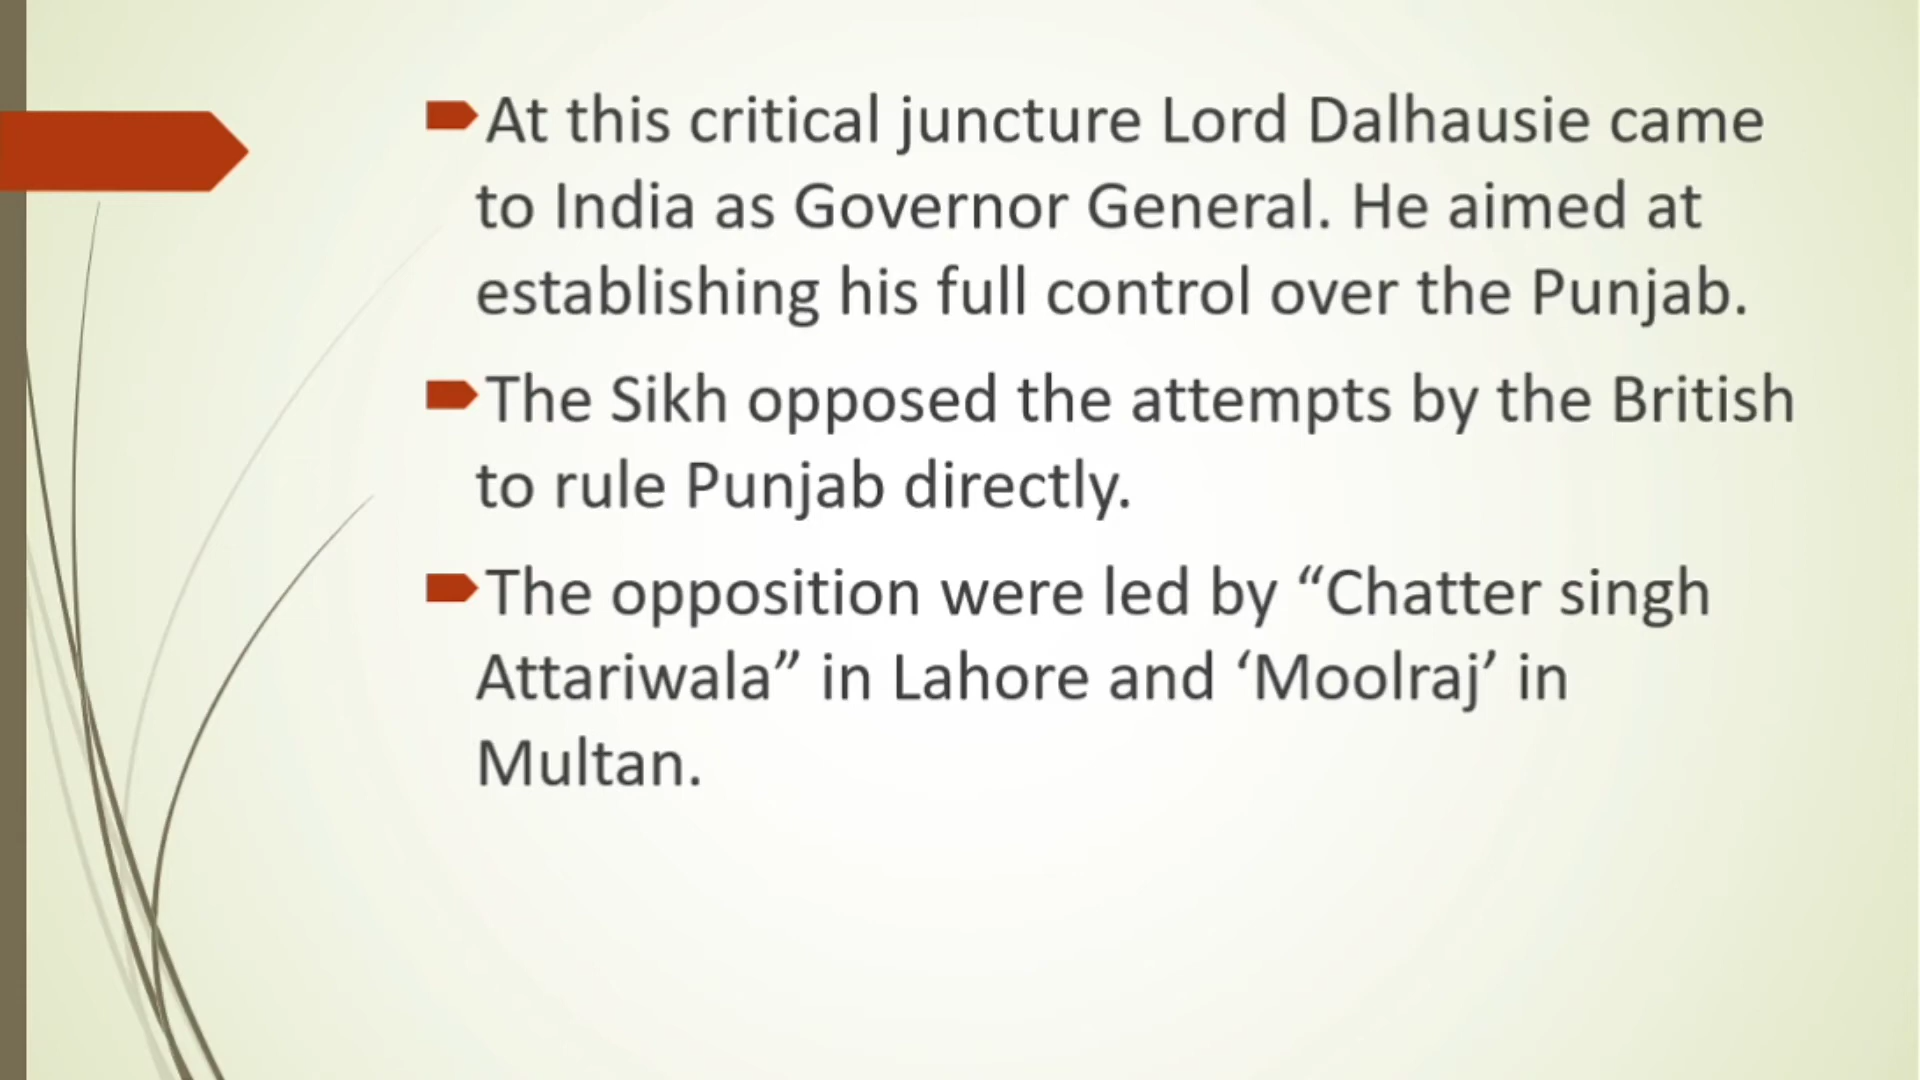 At this critical juncture Lord Dalhausie came
to India as Governor General. He aimed at
establishing his full control over the Punjab.
The Sikh opposed the attempts by the British
to rule Punjab directly.
The opposition were led by “Chatter singh
Attariwala” in Lahore and ‘Moolraj’ in
Multan.